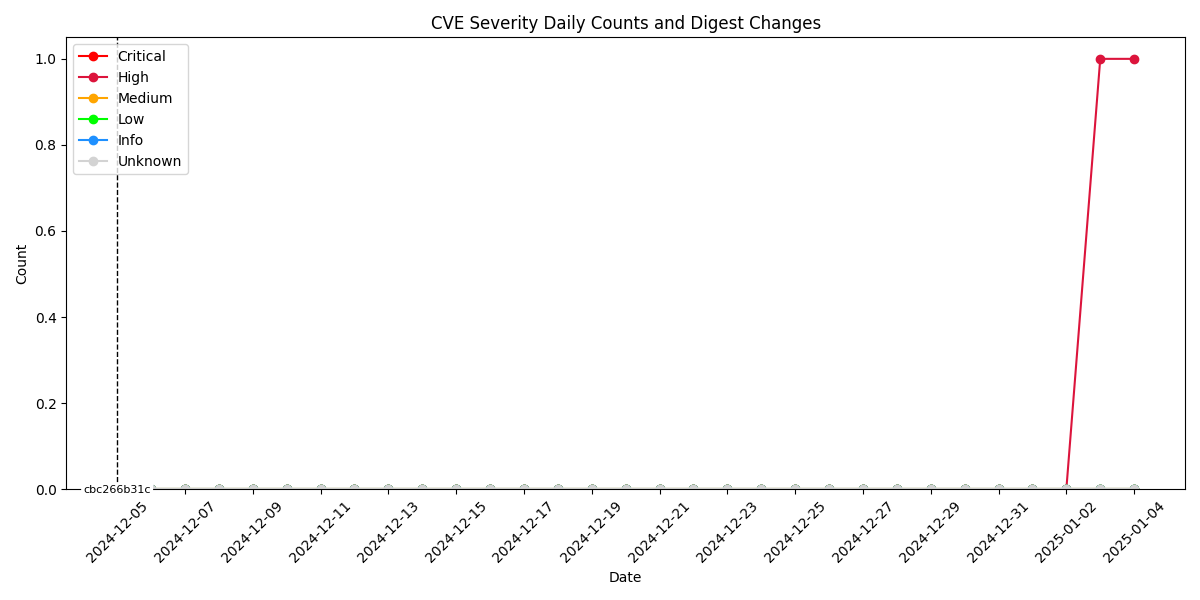 CVE Severity Daily Counts and Digest Changes
Critical
High
Medium
Low
Info
Unknown
1.0
0.8
0.6
0.4
0.2
0.0
Count
cbc266b31c
2024-12-05
2024-12-07
2024-12-09
2024-12-11
2024-12-13
2024-12-15
2024-12-17
2024-12-19
2024-12-21
2024-12-23
2024-12-25
2024-12-27
2024-12-29
2024-12-31
2025-01-02
2025-01-04
Date